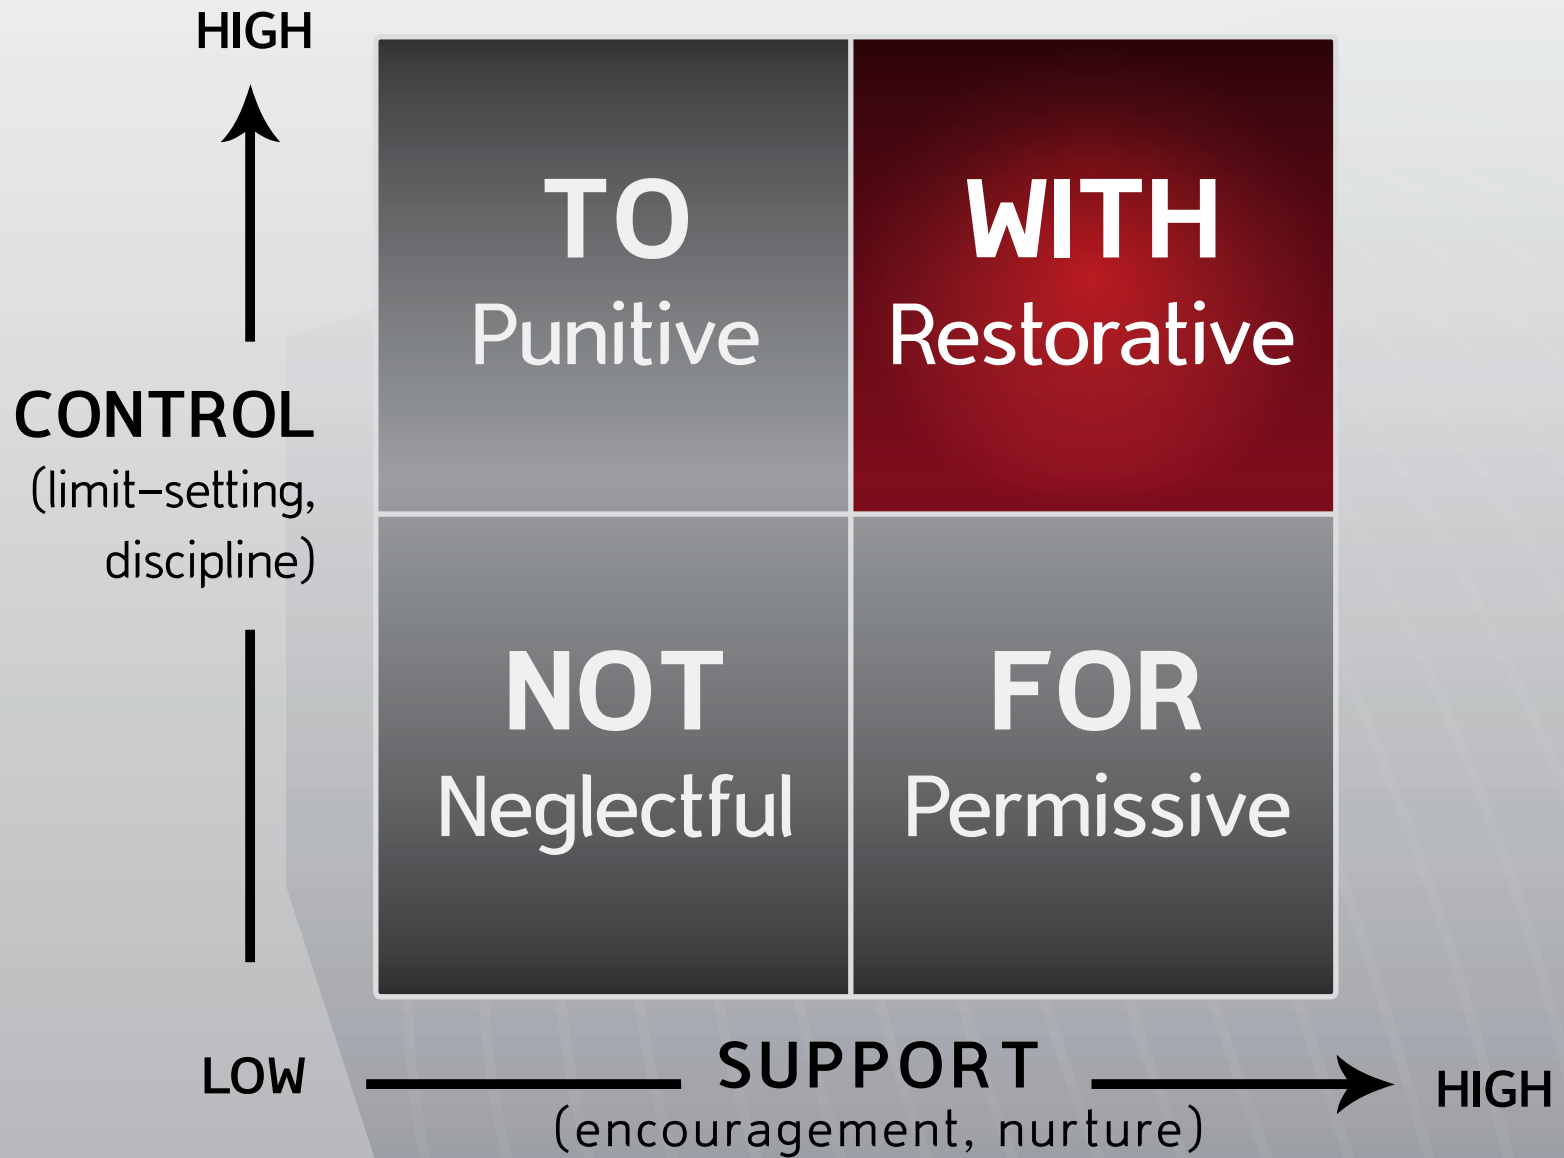 HIGH
TO
Punitive
WITH
Restorative
CONTROL
(limit-setting,
discipline)
NOT
Neglectful
FOR
Permissive
LOW
SUPPORT
(encouragement, nurture)
HIGH